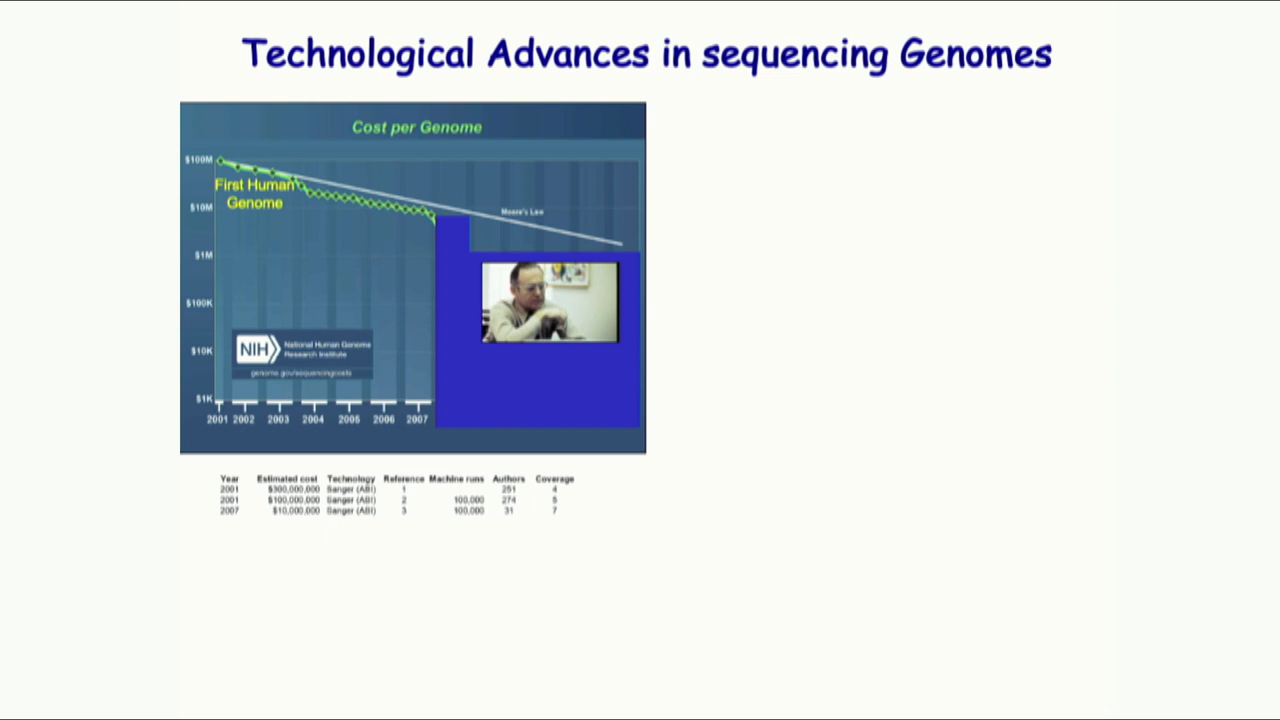 Technological Advances in sequencing Genomes
Cost per Genome
$100M
First Human
Genome
$10M
Moore's Law
$1M
$100K
$10K
NIH National Human Genome
Research Institute
genome.gov/sequencingcosts
$1K
2001 2002 2003 2004 2005 2006 2007
Year Estimated cost Technology Reference Machine runs Authors Coverage
2001 $300,000,000 Sanger (ABI) 1 251 4
2001 $100,000,000 Sanger (ABI) 2 100,000 274 5
2007 $10,000,000 Sanger (ABI) 3 100,000 31 7